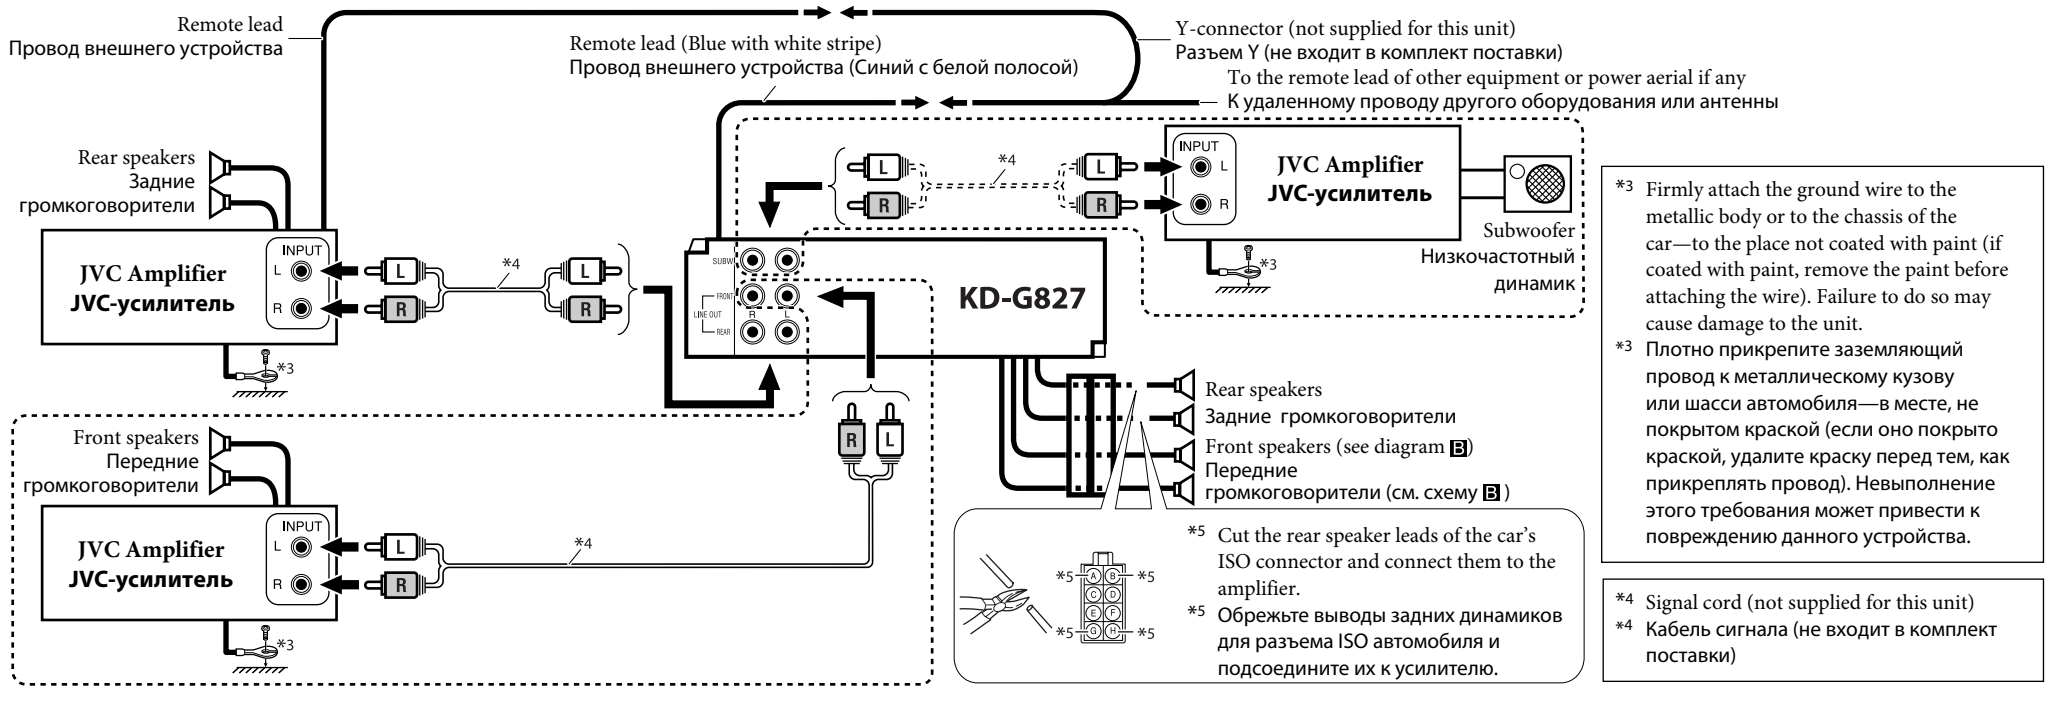 Remote lead
Провод внешнего устройства
Remote lead (Blue with white stripe)
Провод внешнего устройства (Синий с белой полосой)
Y-connector (not supplied for this unit)
Разъем Y (не входит в комплект поставки)
To the remote lead of other equipment or power aerial if any
К удаленному проводу другого оборудования или антенны
Rear speakers
Задние
громкоговорители
INPUT
L
R
JVC Amplifier
JVC-усилитель
*3
L
R
*4
L
R
L
R
*4
L
R
INPUT
L
R
JVC Amplifier
JVC-усилитель
*3
Subwoofer
Низкочастотный
динамик
SUBW
FRONT
LINE OUT
R
L
REAR
KD-G827
Front speakers
Передние
громкоговорители
INPUT
L
R
JVC Amplifier
JVC-усилитель
*3
L
R
*4
R
L
Rear speakers
Задние громкоговорители
Front speakers (see diagram B)
Передние
громкоговорители (см. схему B )
*5
A
B
*5
C
D
E
F
*5
G
H
*5
*5 Cut the rear speaker leads of the car’s
ISO connector and connect them to the
amplifier.
*5 Обрежьте выводы задних динамиков
для разъема ISO автомобиля и
подсоедините их к усилителю.
*3 Firmly attach the ground wire to the
metallic body or to the chassis of the
car—to the place not coated with paint (if
coated with paint, remove the paint before
attaching the wire). Failure to do so may
cause damage to the unit.
*3 Плотно прикрепите заземляющий
провод к металлическому кузову
или шасси автомобиля—в месте, не
покрытом краской (если оно покрыто
краской, удалите краску перед тем, как
прикреплять провод). Невыполнение
этого требования может привести к
повреждению данного устройства.
*4 Signal cord (not supplied for this unit)
*4 Кабель сигнала (не входит в комплект
поставки)